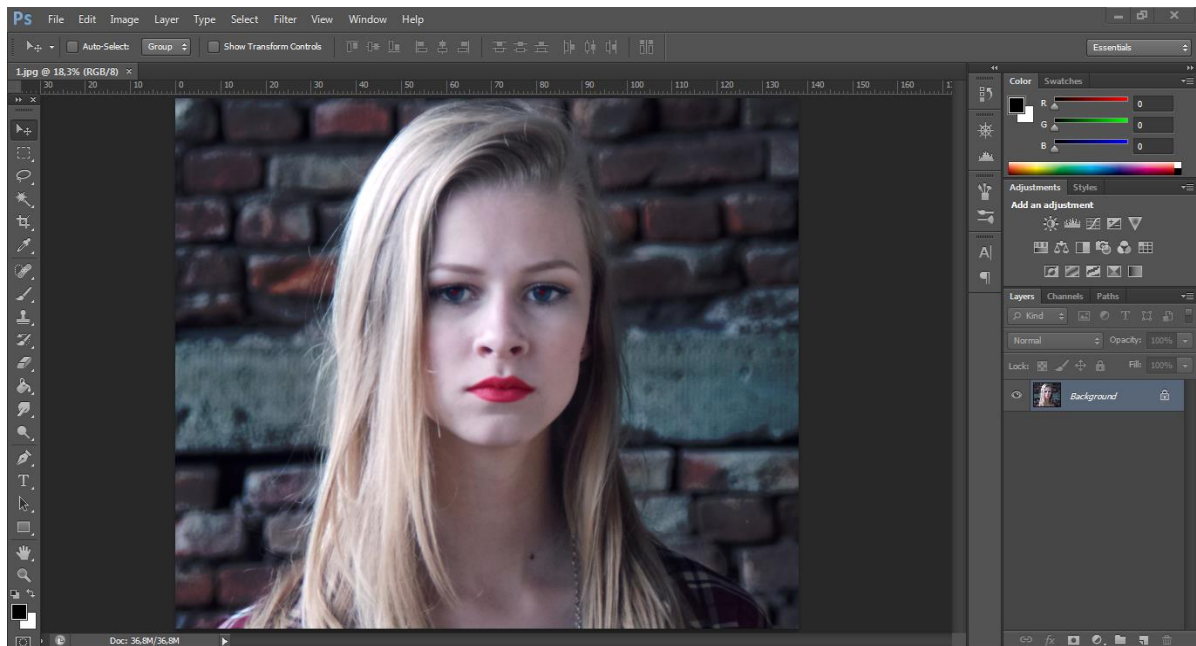 Ps File Edit Image Layer Type Select Filter View Window Help
Auto-Select: Group Show Transform Controls Essentials
1.jpg @ 18,3% (RGB/8) ×
30 20 10 0 10 20 30 40 50 60 70 80 90 100 110 120 130 140 150 160
Color Swatches
R 0
G 0
B 0
Adjustments Styles
Add an adjustment
Layers Channels Paths
Kind
Normal Opacity: 100%
Lock: Fill: 100%
Background
Doc: 36,8M/36,8M